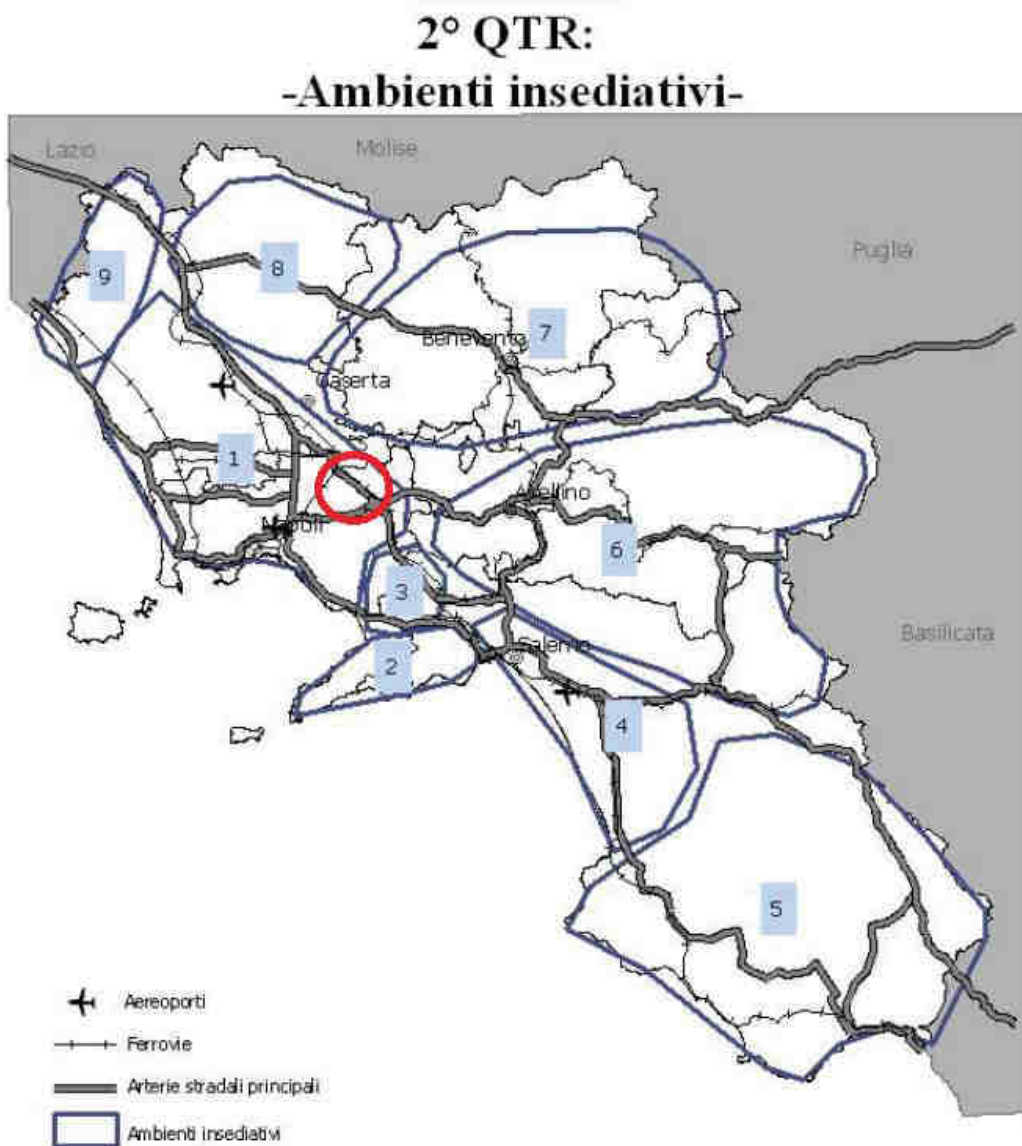 2° QTR:
-Ambienti insediativi-
Lazio
Molise
Puglia
9
8
7
Benevento
Caserta
1
Avellino
Napoli
6
3
Basilicata
2
Salerno
4
5
Aereoporti
Ferrovie
Arterie stradali principali
Ambienti insediativi